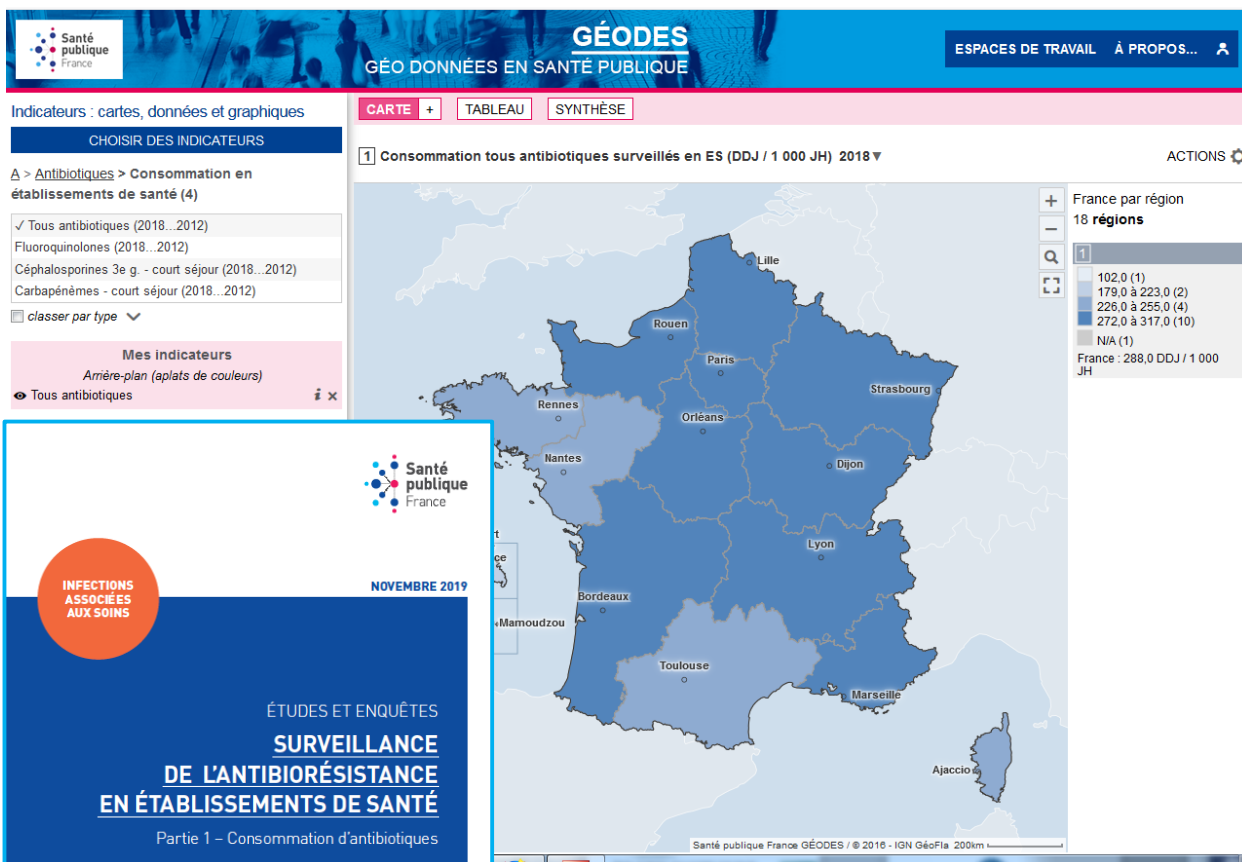 Santé
publique
France
GÉODES
GÉO DONNÉES EN SANTÉ PUBLIQUE
ESPACES DE TRAVAIL À PROPOS...
Indicateurs : cartes, données et graphiques
CHOISIR DES INDICATEURS
A > Antibiotiques > Consommation en
établissements de santé (4)
✓ Tous antibiotiques (2018...2012)
Fluoroquinolones (2018...2012)
Céphalosporines 3e g. - court séjour (2018...2012)
Carbapénèmes - court séjour (2018...2012)
classer par type
Mes indicateurs
Arrière-plan (aplats de couleurs)
Tous antibiotiques i ×
CARTE + TABLEAU SYNTHÈSE
1 Consommation tous antibiotiques surveillés en ES (DDJ / 1 000 JH) 2018 ▾
ACTIONS
+
−
France par région
18 régions
1
102,0 (1)
179,0 à 223,0 (2)
226,0 à 255,0 (4)
272,0 à 317,0 (10)
N/A (1)
France : 288,0 DDJ / 1 000
JH
Lille
Rouen
Paris
Strasbourg
Rennes
Orléans
Nantes
Dijon
Lyon
Bordeaux
Mamoudzou
Toulouse
Marseille
Ajaccio
Santé publique France GÉODES / © 2016 - IGN GéoFla 200km
Santé
publique
France
NOVEMBRE 2019
INFECTIONS
ASSOCIÉES
AUX SOINS
ÉTUDES ET ENQUÊTES
SURVEILLANCE
DE L'ANTIBIORÉSISTANCE
EN ÉTABLISSEMENTS DE SANTÉ
Partie 1 – Consommation d'antibiotiques